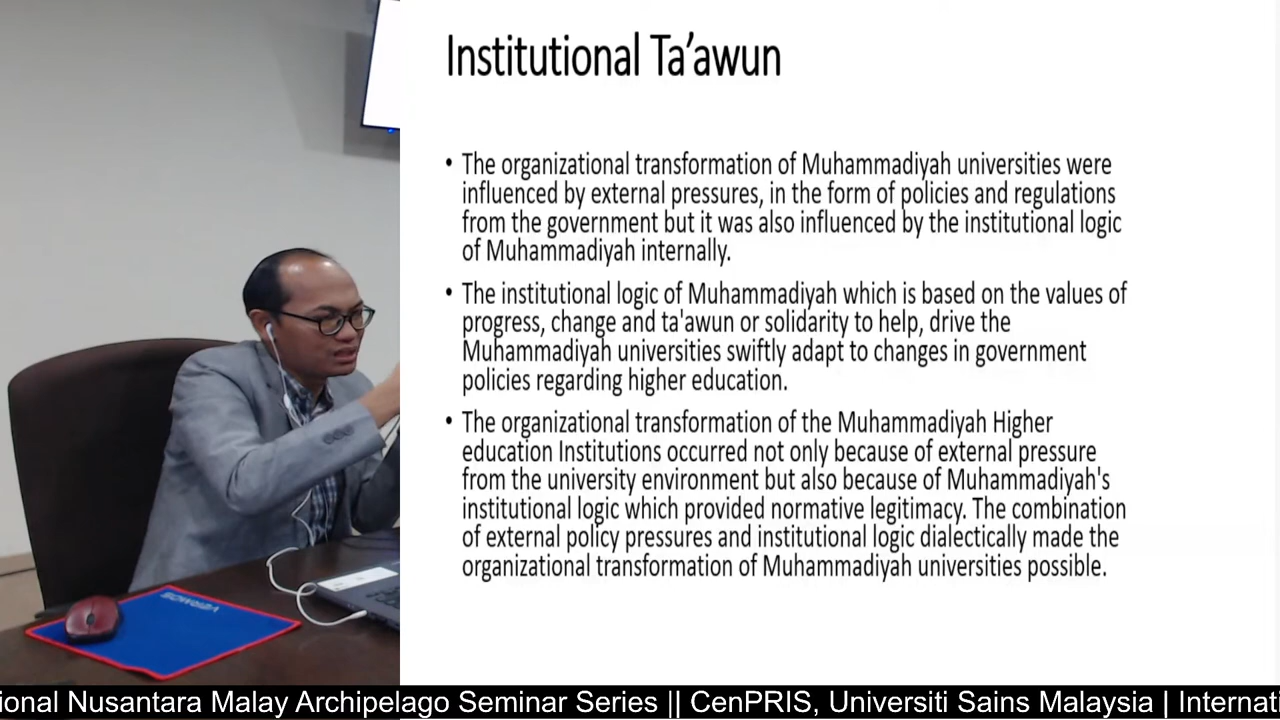 Institutional Ta'awun
• The organizational transformation of Muhammadiyah universities were
influenced by external pressures, in the form of policies and regulations
from the government but it was also influenced by the institutional logic
of Muhammadiyah internally.
• The institutional logic of Muhammadiyah which is based on the values of
progress, change and ta'awun or solidarity to help, drive the
Muhammadiyah universities swiftly adapt to changes in government
policies regarding higher education.
• The organizational transformation of the Muhammadiyah Higher
education Institutions occurred not only because of external pressure
from the university environment but also because of Muhammadiyah's
institutional logic which provided normative legitimacy. The combination
of external policy pressures and institutional logic dialectically made the
organizational transformation of Muhammadiyah universities possible.
ional Nusantara Malay Archipelago Seminar Series || CenPRIS, Universiti Sains Malaysia | Internati